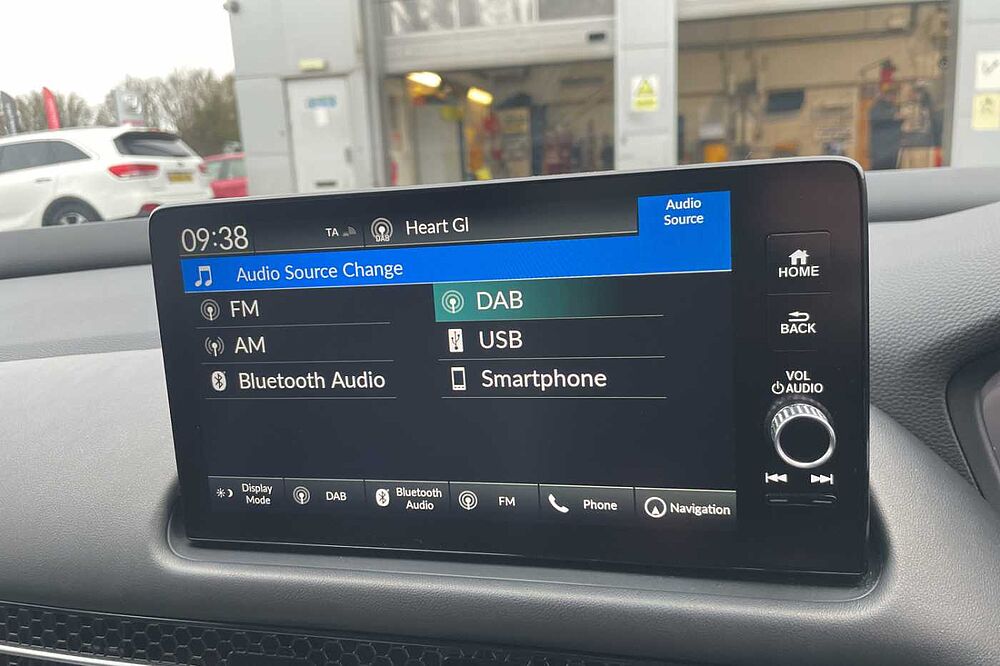 09:38
TA
DAB
Heart Gl
Audio
Source
Audio Source Change
FM
DAB
AM
USB
Bluetooth Audio
Smartphone
Display
Mode
DAB
Bluetooth
Audio
FM
Phone
Navigation
HOME
BACK
VOL
AUDIO